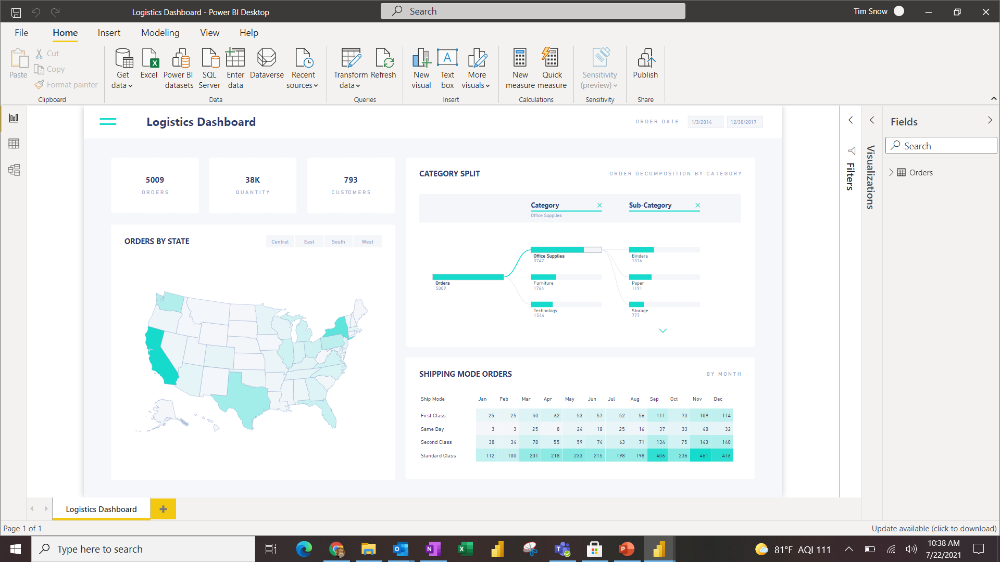 Logistics Dashboard - Power BI Desktop
Search
Tim Snow
File Home Insert Modeling View Help
Paste
Cut
Copy
Format painter
Clipboard
Get data
Excel
Power BI datasets
SQL Server
Enter data
Dataverse
Recent sources
Data
Transform data
Refresh
Queries
New visual
Text box
More visuals
Insert
New measure
Quick measure
Calculations
Sensitivity (preview)
Sensitivity
Publish
Share
Logistics Dashboard
ORDER DATE 1/3/2014 12/30/2017
5009
ORDERS
38K
QUANTITY
793
CUSTOMERS
ORDERS BY STATE
Central East South West
CATEGORY SPLIT
ORDER DECOMPOSITION BY CATEGORY
Category
Office Supplies
Sub-Category
Orders
5009
Office Supplies
3742
Furniture
1764
Technology
1544
Binders
1316
Paper
1191
Storage
777
SHIPPING MODE ORDERS
BY MONTH
Ship Mode Jan Feb Mar Apr May Jun Jul Aug Sep Oct Nov Dec
First Class 25 25 50 62 53 57 52 56 111 73 109 114
Same Day 3 3 25 8 24 18 25 16 37 33 40 32
Second Class 38 34 78 55 59 74 63 71 134 75 143 140
Standard Class 112 100 201 218 233 215 198 198 406 236 461 416
Filters
Visualizations
Fields
Search
Orders
Logistics Dashboard
Page 1 of 1
Update available (click to download)
Type here to search
81°F AQI 111
10:38 AM
7/22/2021